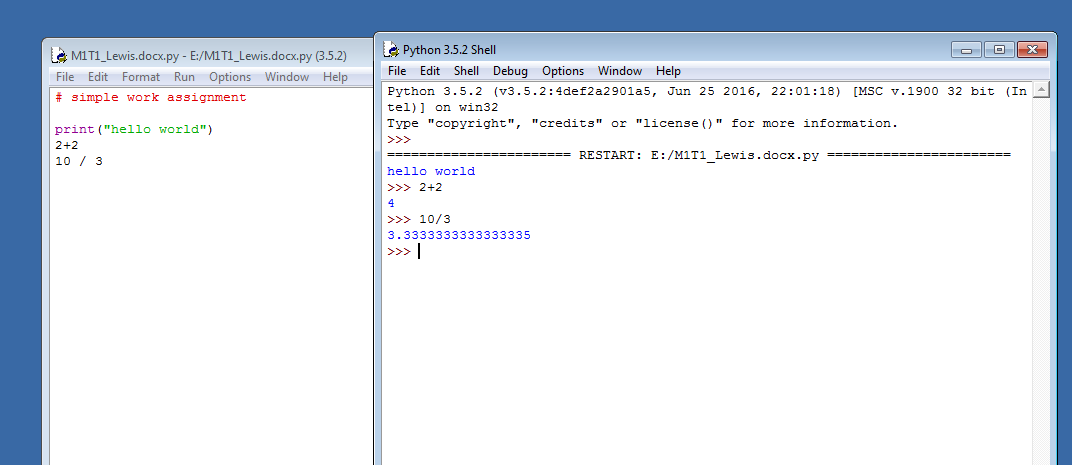 M1T1_Lewis.docx.py - E:/M1T1_Lewis.docx.py (3.5.2)
File Edit Format Run Options Window Help
# simple work assignment
print("hello world")
2+2
10 / 3
Python 3.5.2 Shell
File Edit Shell Debug Options Window Help
Python 3.5.2 (v3.5.2:4def2a2901a5, Jun 25 2016, 22:01:18) [MSC v.1900 32 bit (In
tel)] on win32
Type "copyright", "credits" or "license()" for more information.
>>>
======================= RESTART: E:/M1T1_Lewis.docx.py =======================
hello world
>>> 2+2
4
>>> 10/3
3.3333333333333335
>>>